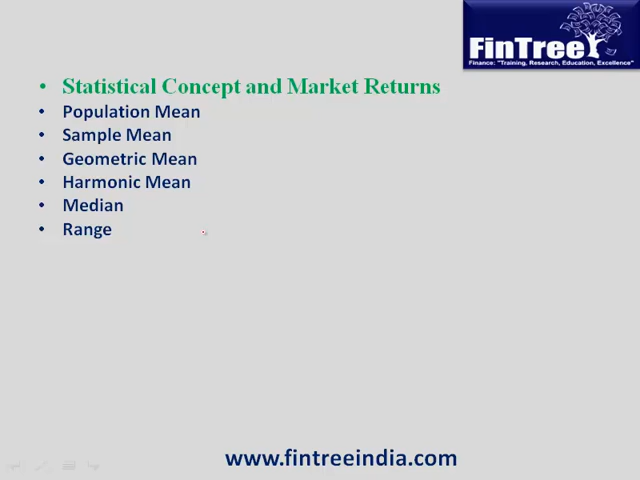 FinTree
Finance: "Training, Research, Education, Excellence"
• Statistical Concept and Market Returns
• Population Mean
• Sample Mean
• Geometric Mean
• Harmonic Mean
• Median
• Range
www.fintreeindia.com